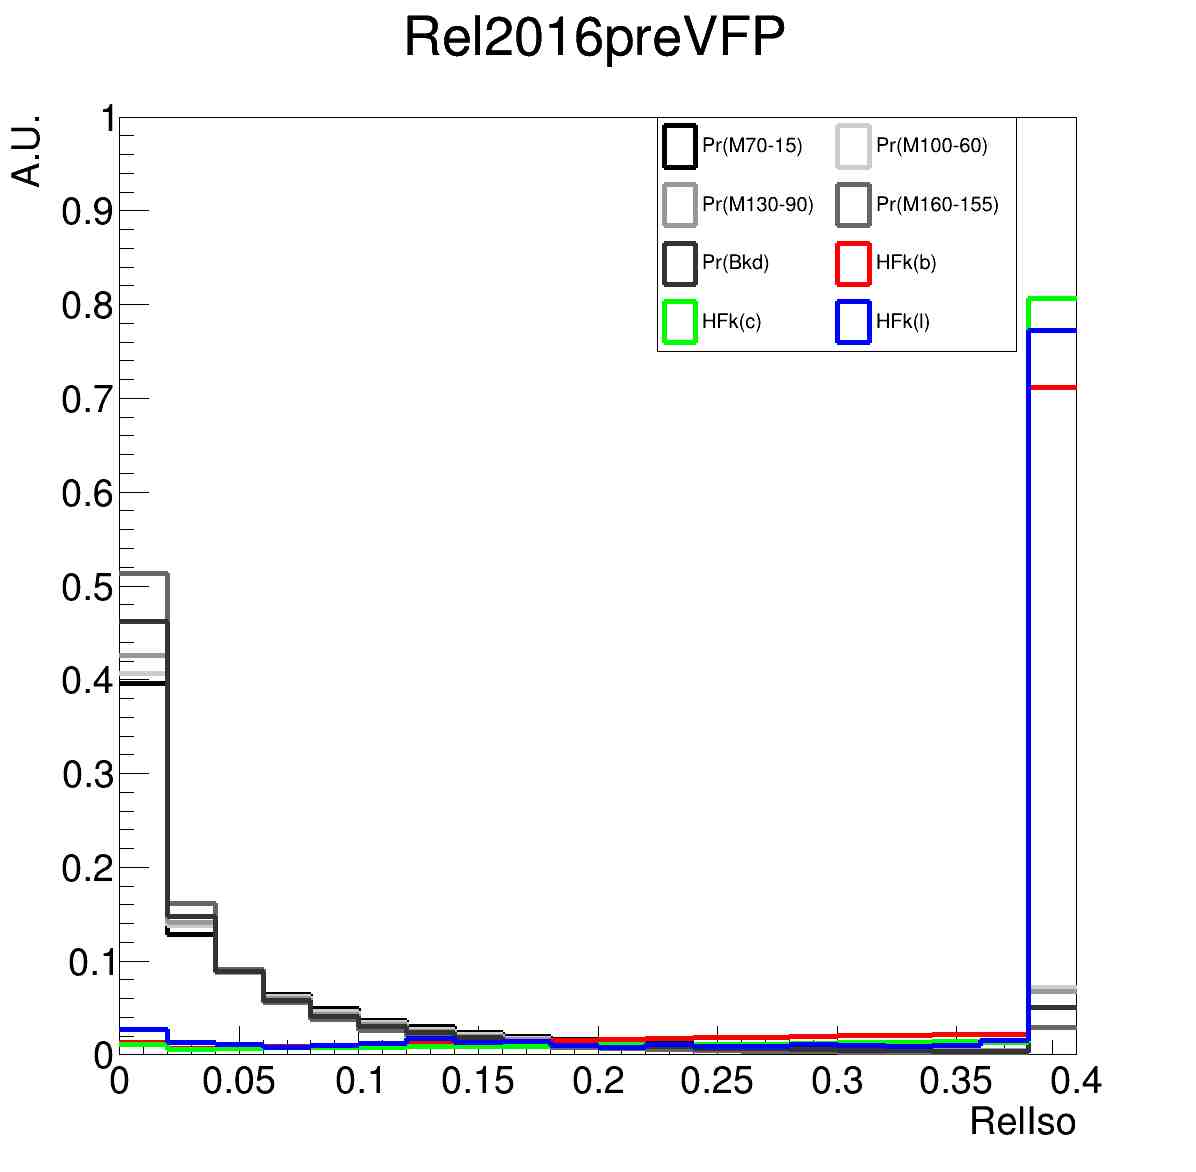 Rel2016preVFP
A.U.
1
0.9
0.8
0.7
0.6
0.5
0.4
0.3
0.2
0.1
0
Pr(M70-15) Pr(M100-60)
Pr(M130-90) Pr(M160-155)
Pr(Bkd) HFk(b)
HFk(c) HFk(l)
0 0.05 0.1 0.15 0.2 0.25 0.3 0.35 0.4
RelIso